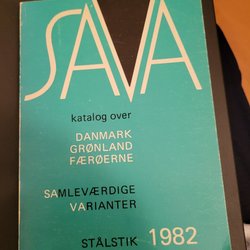 SAVA
katalog over
DANMARK
GRØNLAND
FÆRØERNE
SAMLEVÆRDIGE
VARIANTER
STÅLSTIK 1982